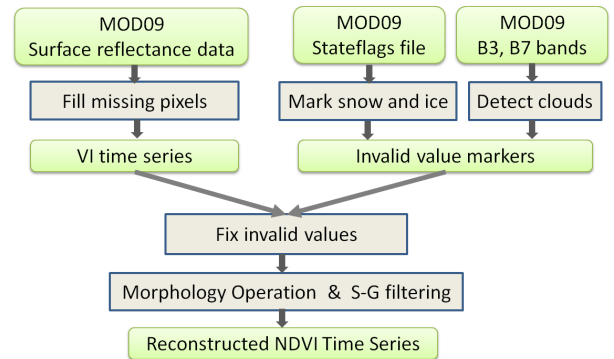 MOD09
Surface reflectance data
MOD09
Stateflags file
MOD09
B3, B7 bands
Fill missing pixels
Mark snow and ice
Detect clouds
VI time series
Invalid value markers
Fix invalid values
Morphology Operation & S-G filtering
Reconstructed NDVI Time Series